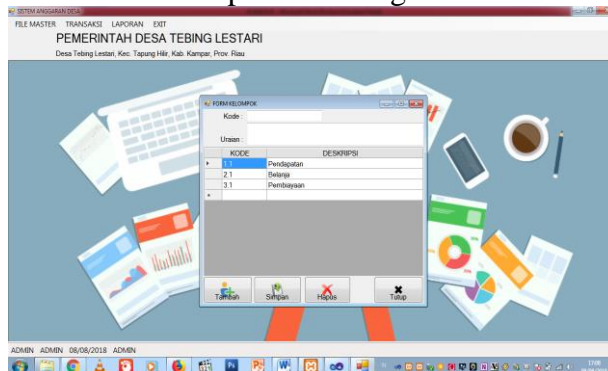 SISTEM ANGGARAN DESA
FILE MASTER TRANSAKSI LAPORAN EXIT
PEMERINTAH DESA TEBING LESTARI
Desa Tebing Lestari, Kec. Tapung Hilir, Kab. Kampar, Prov. Riau
FORM KELOMPOK
Kode :
Uraian :
KODE DESKRIPSI
1.1 Pendapatan
2.1 Belanja
3.1 Pembiayaan
Tambah Simpan Hapus Tutup
ADMIN ADMIN 08/08/2018 ADMIN
17:09